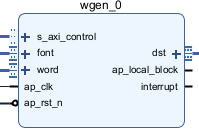 wgen_0
s_axi_control
font
dst
word
ap_local_block
ap_clk
interrupt
ap_rst_n